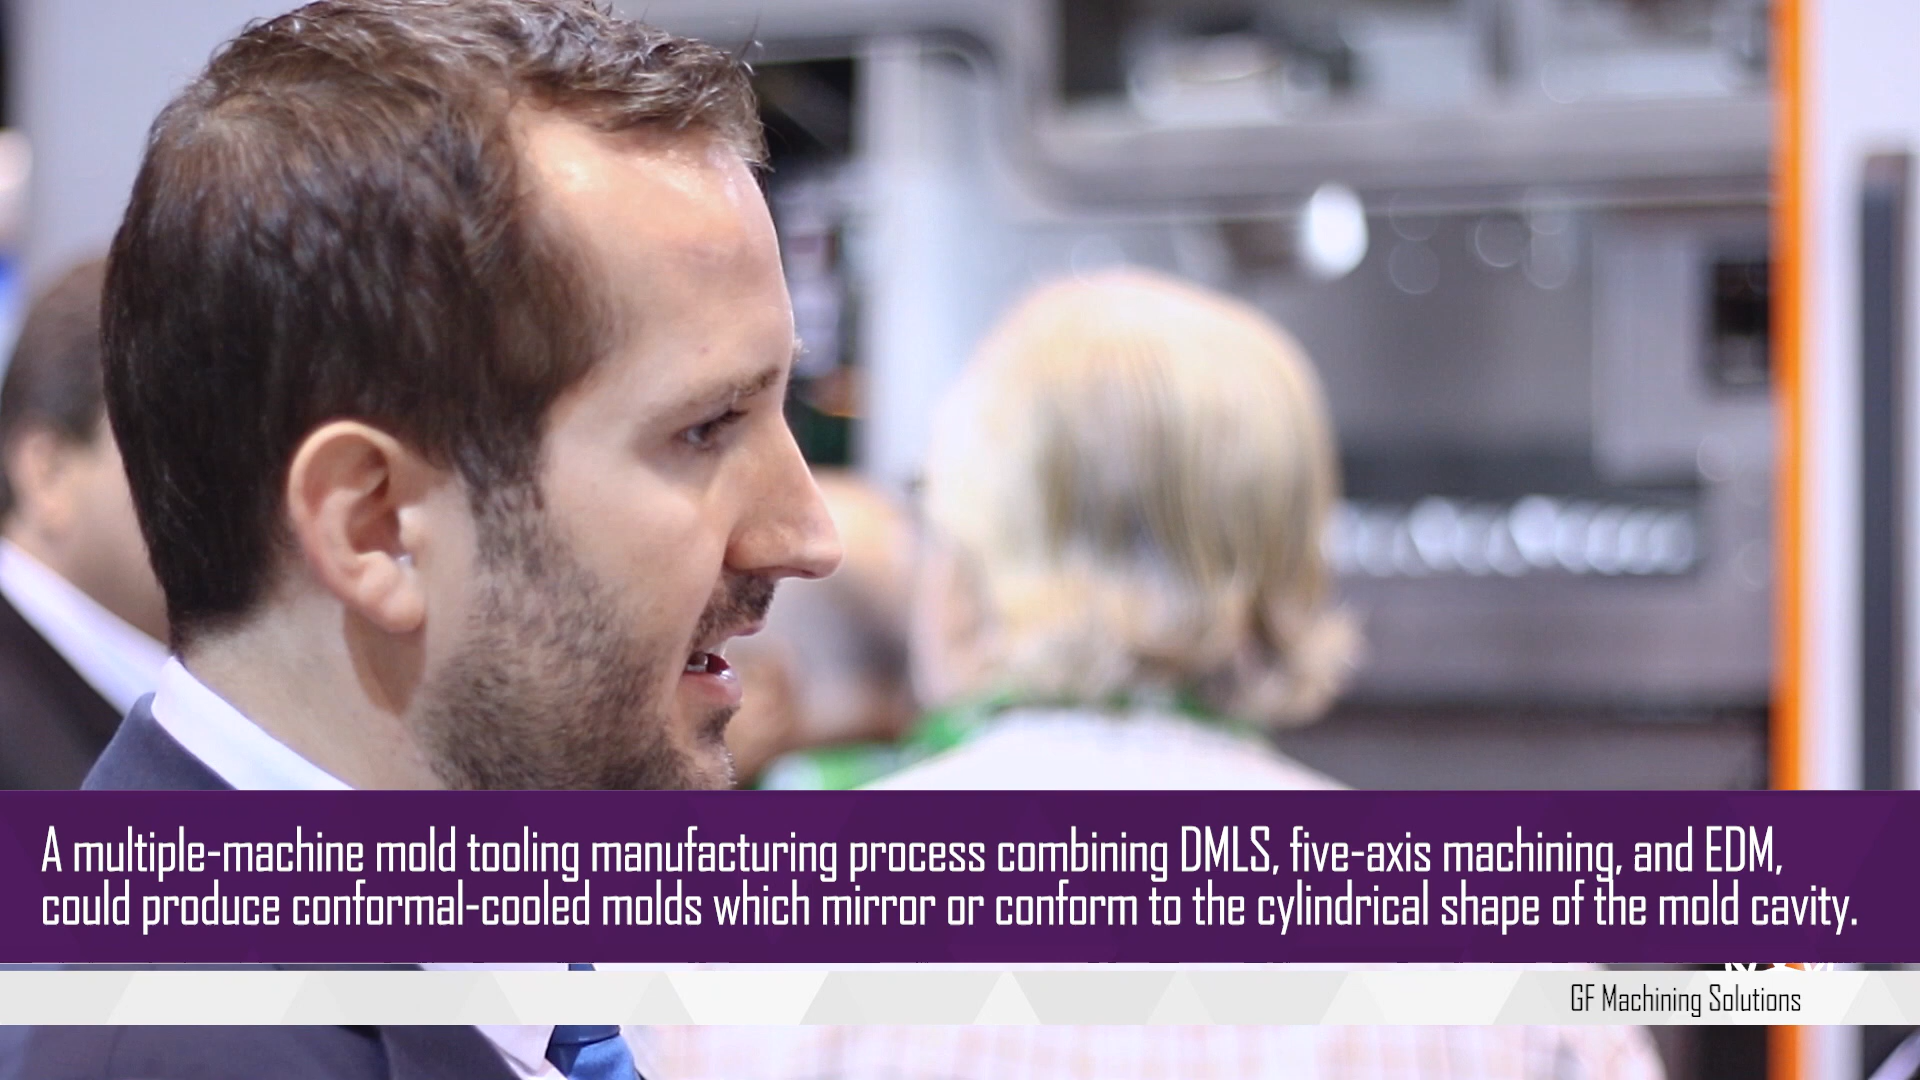 A multiple-machine mold tooling manufacturing process combining DMLS, five-axis machining, and EDM,
could produce conformal-cooled molds which mirror or conform to the cylindrical shape of the mold cavity.
GF Machining Solutions